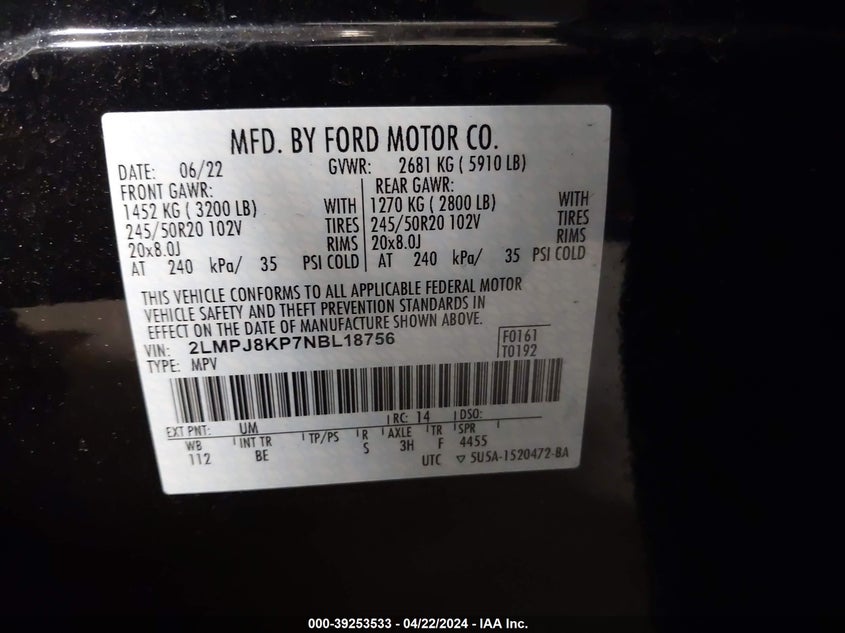 MFD. BY FORD MOTOR CO.
DATE: 06/22 GVWR: 2681 KG ( 5910 LB)
FRONT GAWR: REAR GAWR:
1452 KG ( 3200 LB) WITH 1270 KG ( 2800 LB) WITH
245/50R20 102V TIRES 245/50R20 102V TIRES
20x8.0J RIMS 20x8.0J RIMS
AT 240 kPa/ 35 PSI COLD AT 240 kPa/ 35 PSI COLD
THIS VEHICLE CONFORMS TO ALL APPLICABLE FEDERAL MOTOR
VEHICLE SAFETY AND THEFT PREVENTION STANDARDS IN
EFFECT ON THE DATE OF MANUFACTURE SHOWN ABOVE.
VIN: 2LMPJ8KP7NBL18756 F0161
TYPE: MPV T0192
EXT PNT: UM RC: 14 DSO:
WB INT TR TP/PS R AXLE TR SPR
112 BE S 3H F 4455
UTC ▽ 5USA-1520472-BA
000-39253533 - 04/22/2024 - IAA Inc.